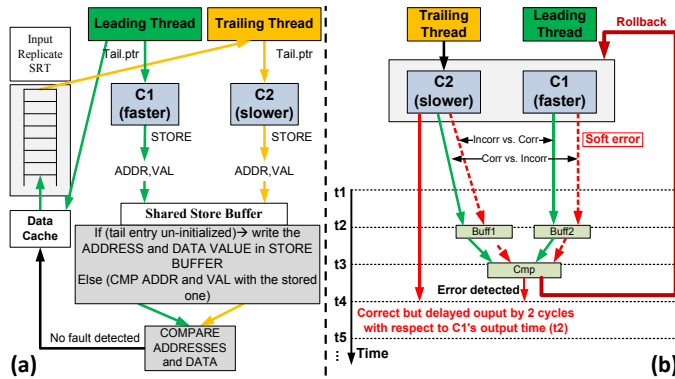 Input
Replicate
SRT
Leading Thread
Trailing Thread
Tail.ptr
Tail.ptr
C1
(faster)
C2
(slower)
STORE
STORE
ADDR,VAL
ADDR,VAL
Data
Cache
Shared Store Buffer
If (tail entry un-initialized)→ write the
ADDRESS and DATA VALUE in STORE
BUFFER
Else (CMP ADDR and VAL with the stored
one)
No fault detected
COMPARE
ADDRESSES
and DATA
(a)
Trailing
Thread
Leading
Thread
Rollback
C2
(slower)
C1
(faster)
Incorr vs. Corr
Soft error
Corr vs. Incorr
t1
t2
Buff1
Buff2
t3
Cmp
Error detected
t4
Correct but delayed ouput by 2 cycles
with respect to C1's output time (t2)
t5
⋮
Time
(b)